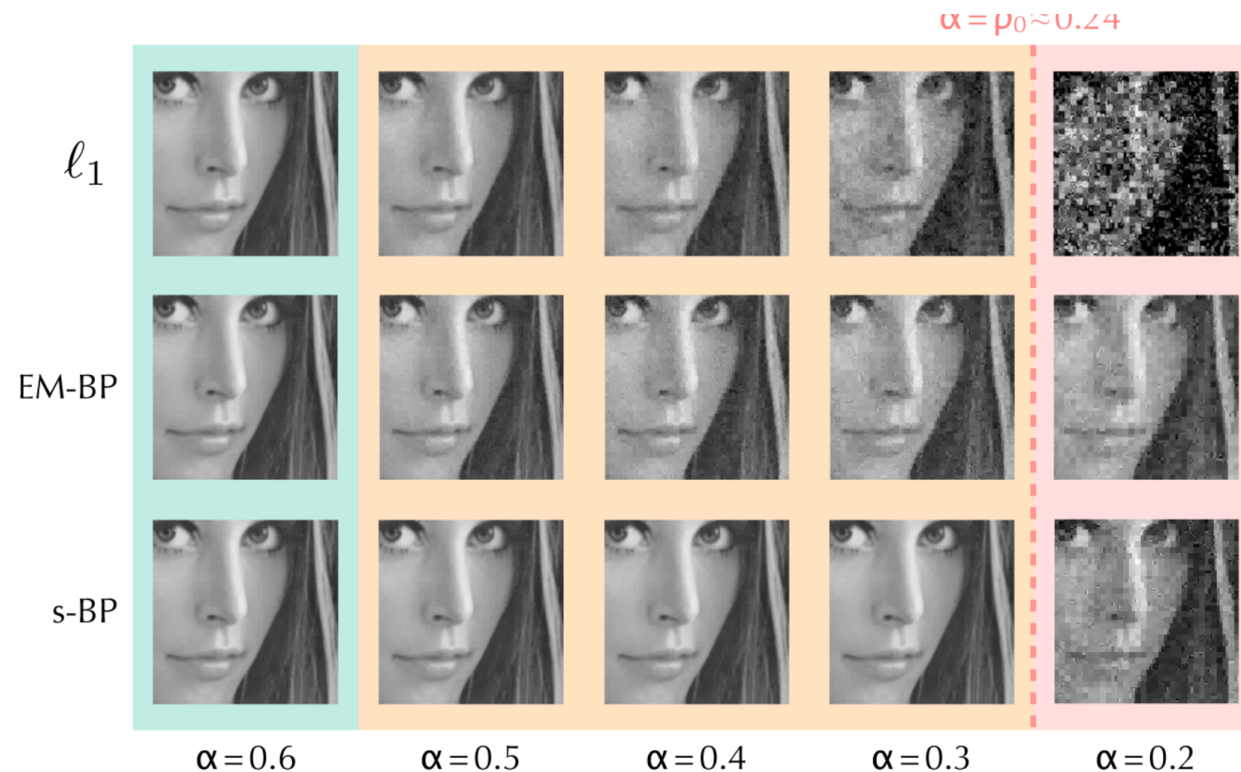 α = ρ₀ ≈ 0.24
ℓ₁
EM-BP
s-BP
α = 0.6 α = 0.5 α = 0.4 α = 0.3 α = 0.2